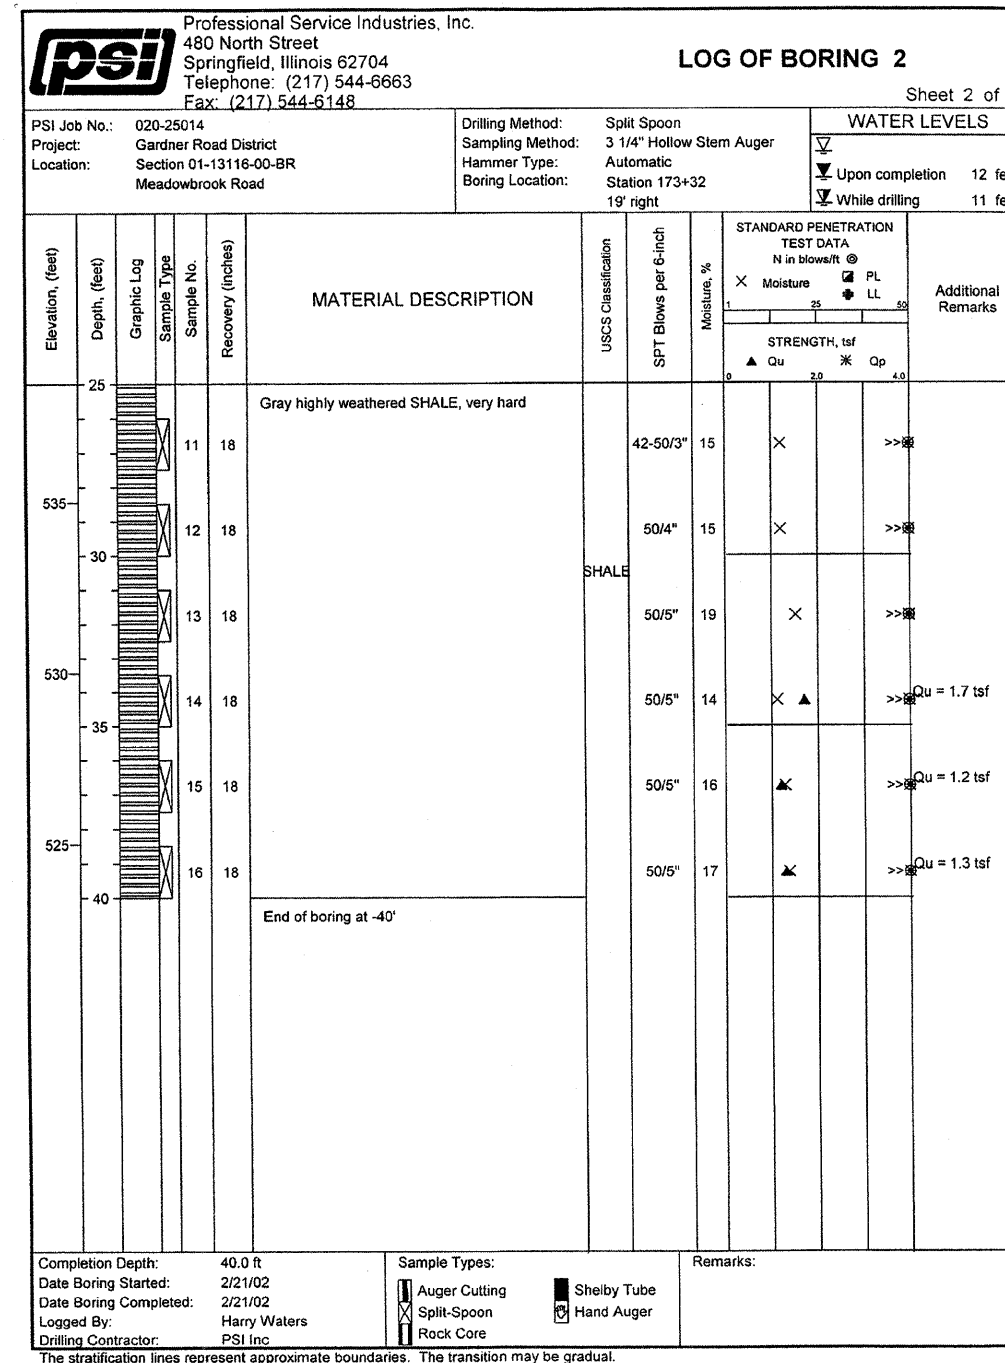 psi
Professional Service Industries, Inc.
480 North Street
Springfield, Illinois 62704
Telephone: (217) 544-6663
Fax: (217) 544-6148
LOG OF BORING 2
Sheet 2 of
PSI Job No.: 020-25014
Project: Gardner Road District
Location: Section 01-13116-00-BR
Meadowbrook Road
Drilling Method: Split Spoon
Sampling Method: 3 1/4" Hollow Stem Auger
Hammer Type: Automatic
Boring Location: Station 173+32
19' right
WATER LEVELS
Upon completion 12 fe
While drilling 11 fe
Elevation, (feet)
Depth, (feet)
Graphic Log
Sample Type
Sample No.
Recovery (inches)
MATERIAL DESCRIPTION
USCS Classification
SPT Blows per 6-inch
Moisture, %
STANDARD PENETRATION
TEST DATA
N in blows/ft
Moisture PL
LL
1 25 50
STRENGTH, tsf
Qu Qp
0 2.0 4.0
Additional
Remarks
25
Gray highly weathered SHALE, very hard
11 18 42-50/3" 15 >>
535
12 18 50/4" 15 >>
30
SHALE
13 18 50/5" 19 >>
530
14 18 50/5" 14 >> Qu = 1.7 tsf
35
15 18 50/5" 16 >> Qu = 1.2 tsf
525
16 18 50/5" 17 >> Qu = 1.3 tsf
40
End of boring at -40'
Completion Depth: 40.0 ft
Date Boring Started: 2/21/02
Date Boring Completed: 2/21/02
Logged By: Harry Waters
Drilling Contractor: PSI Inc
Sample Types:
Auger Cutting
Split-Spoon
Rock Core
Shelby Tube
Hand Auger
Remarks:
The stratification lines represent approximate boundaries. The transition may be gradual.